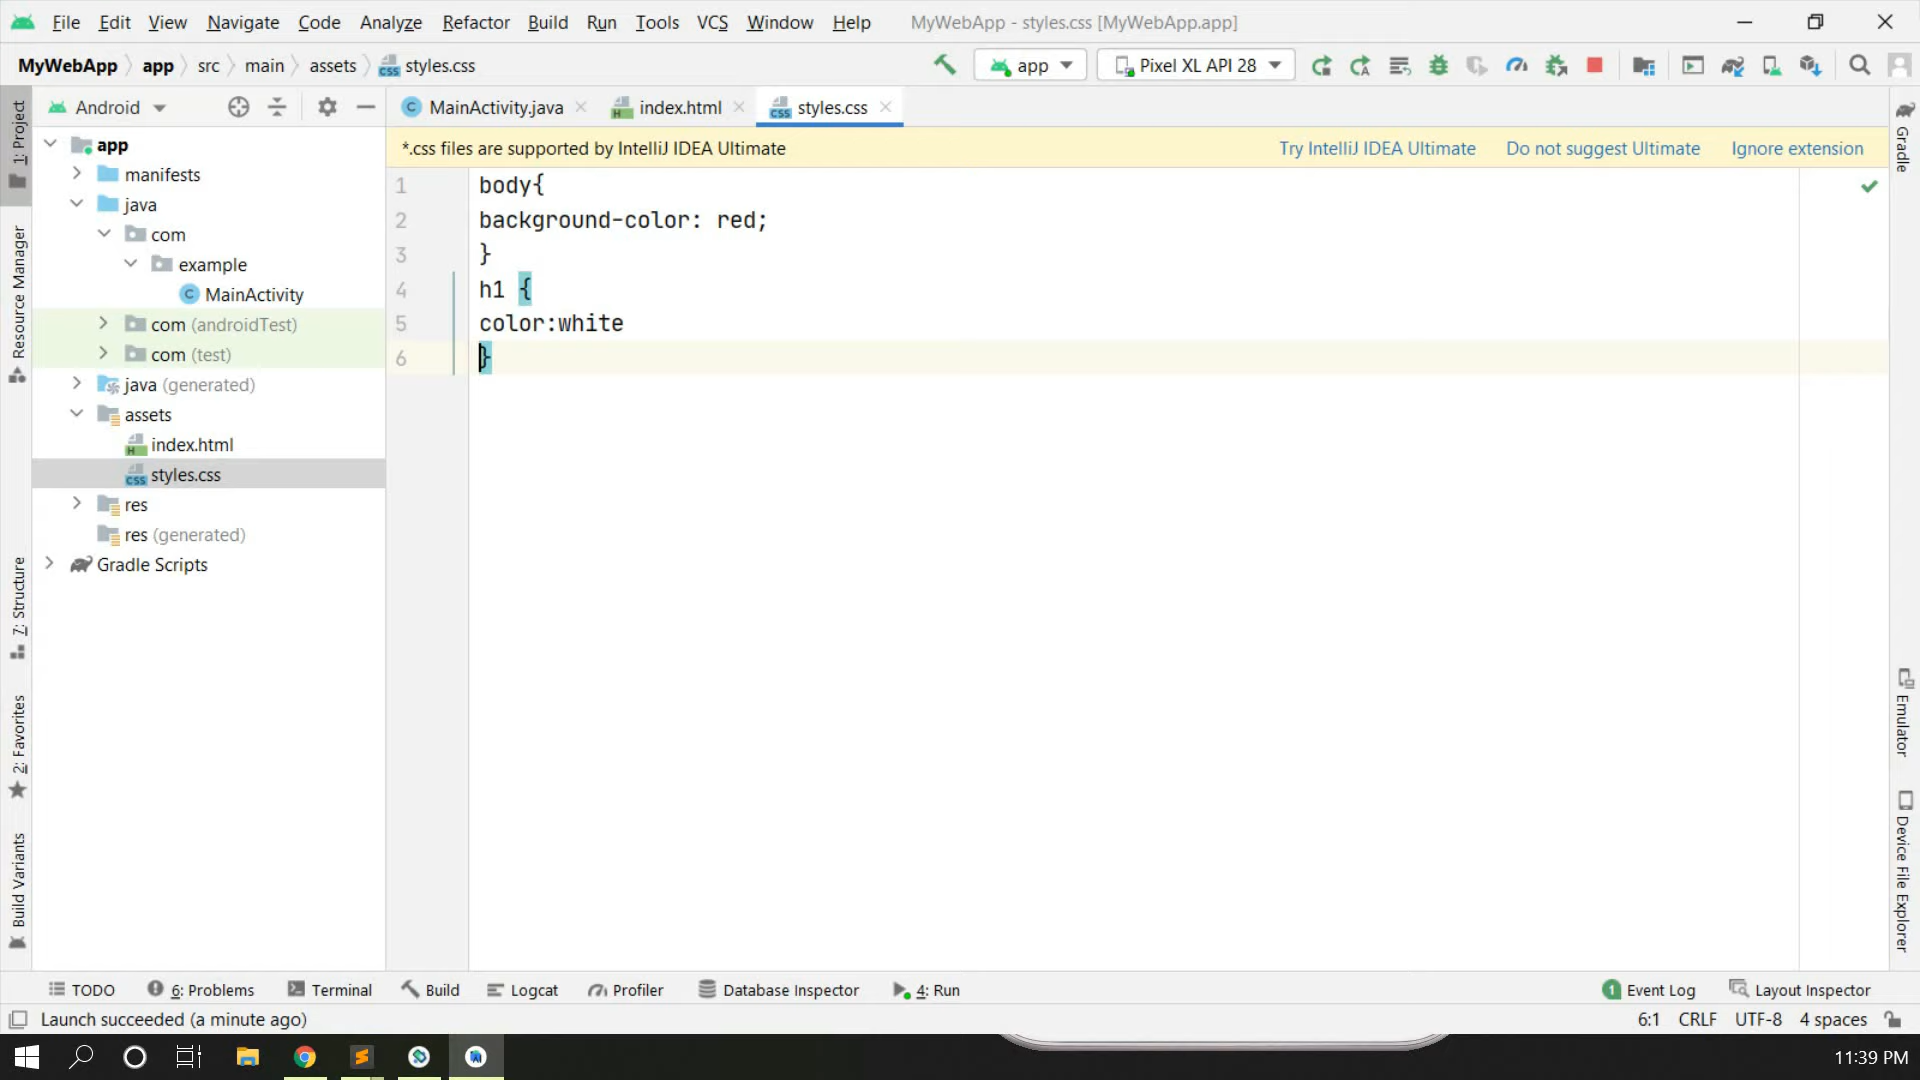 File Edit View Navigate Code Analyze Refactor Build Run Tools VCS Window Help MyWebApp - styles.css [MyWebApp.app]
MyWebApp app src main assets styles.css app Pixel XL API 28
Android MainActivity.java index.html styles.css
*.css files are supported by IntelliJ IDEA Ultimate Try IntelliJ IDEA Ultimate Do not suggest Ultimate Ignore extension
1: Project
Resource Manager
7: Structure
2: Favorites
Build Variants
app
manifests
java
com
example
MainActivity
com (androidTest)
com (test)
java (generated)
assets
index.html
styles.css
res
res (generated)
Gradle Scripts
1 body{
2 background-color: red;
3 }
4 h1 {
5 color:white
6 }
Gradle
Emulator
Device File Explorer
TODO 6: Problems Terminal Build Logcat Profiler Database Inspector 4: Run 1 Event Log Layout Inspector
Launch succeeded (a minute ago) 6:1 CRLF UTF-8 4 spaces
11:39 PM